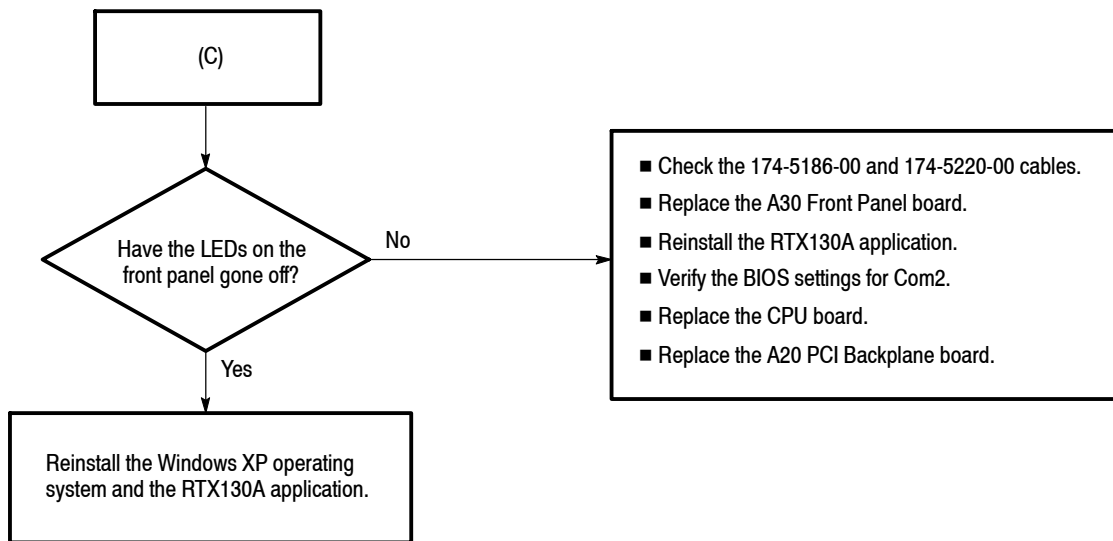 (C)
Have the LEDs on the
front panel gone off?
No
Yes
■ Check the 174-5186-00 and 174-5220-00 cables.
■ Replace the A30 Front Panel board.
■ Reinstall the RTX130A application.
■ Verify the BIOS settings for Com2.
■ Replace the CPU board.
■ Replace the A20 PCI Backplane board.
Reinstall the Windows XP operating
system and the RTX130A application.